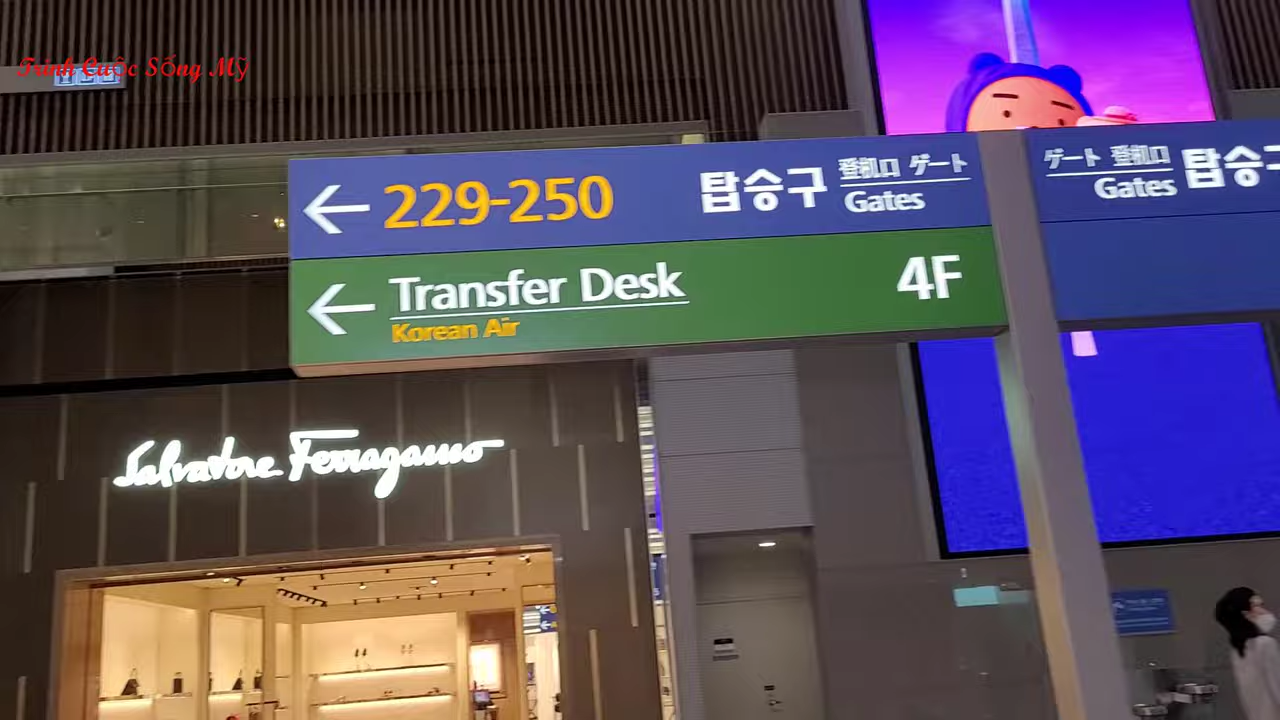 Trinh Cuộc Sống Mỹ
← 229-250 탑승구 登机口 ゲート
Gates
← Transfer Desk 4F
Korean Air
ゲート 登机口 탑승구
Gates
Salvatore Ferragamo